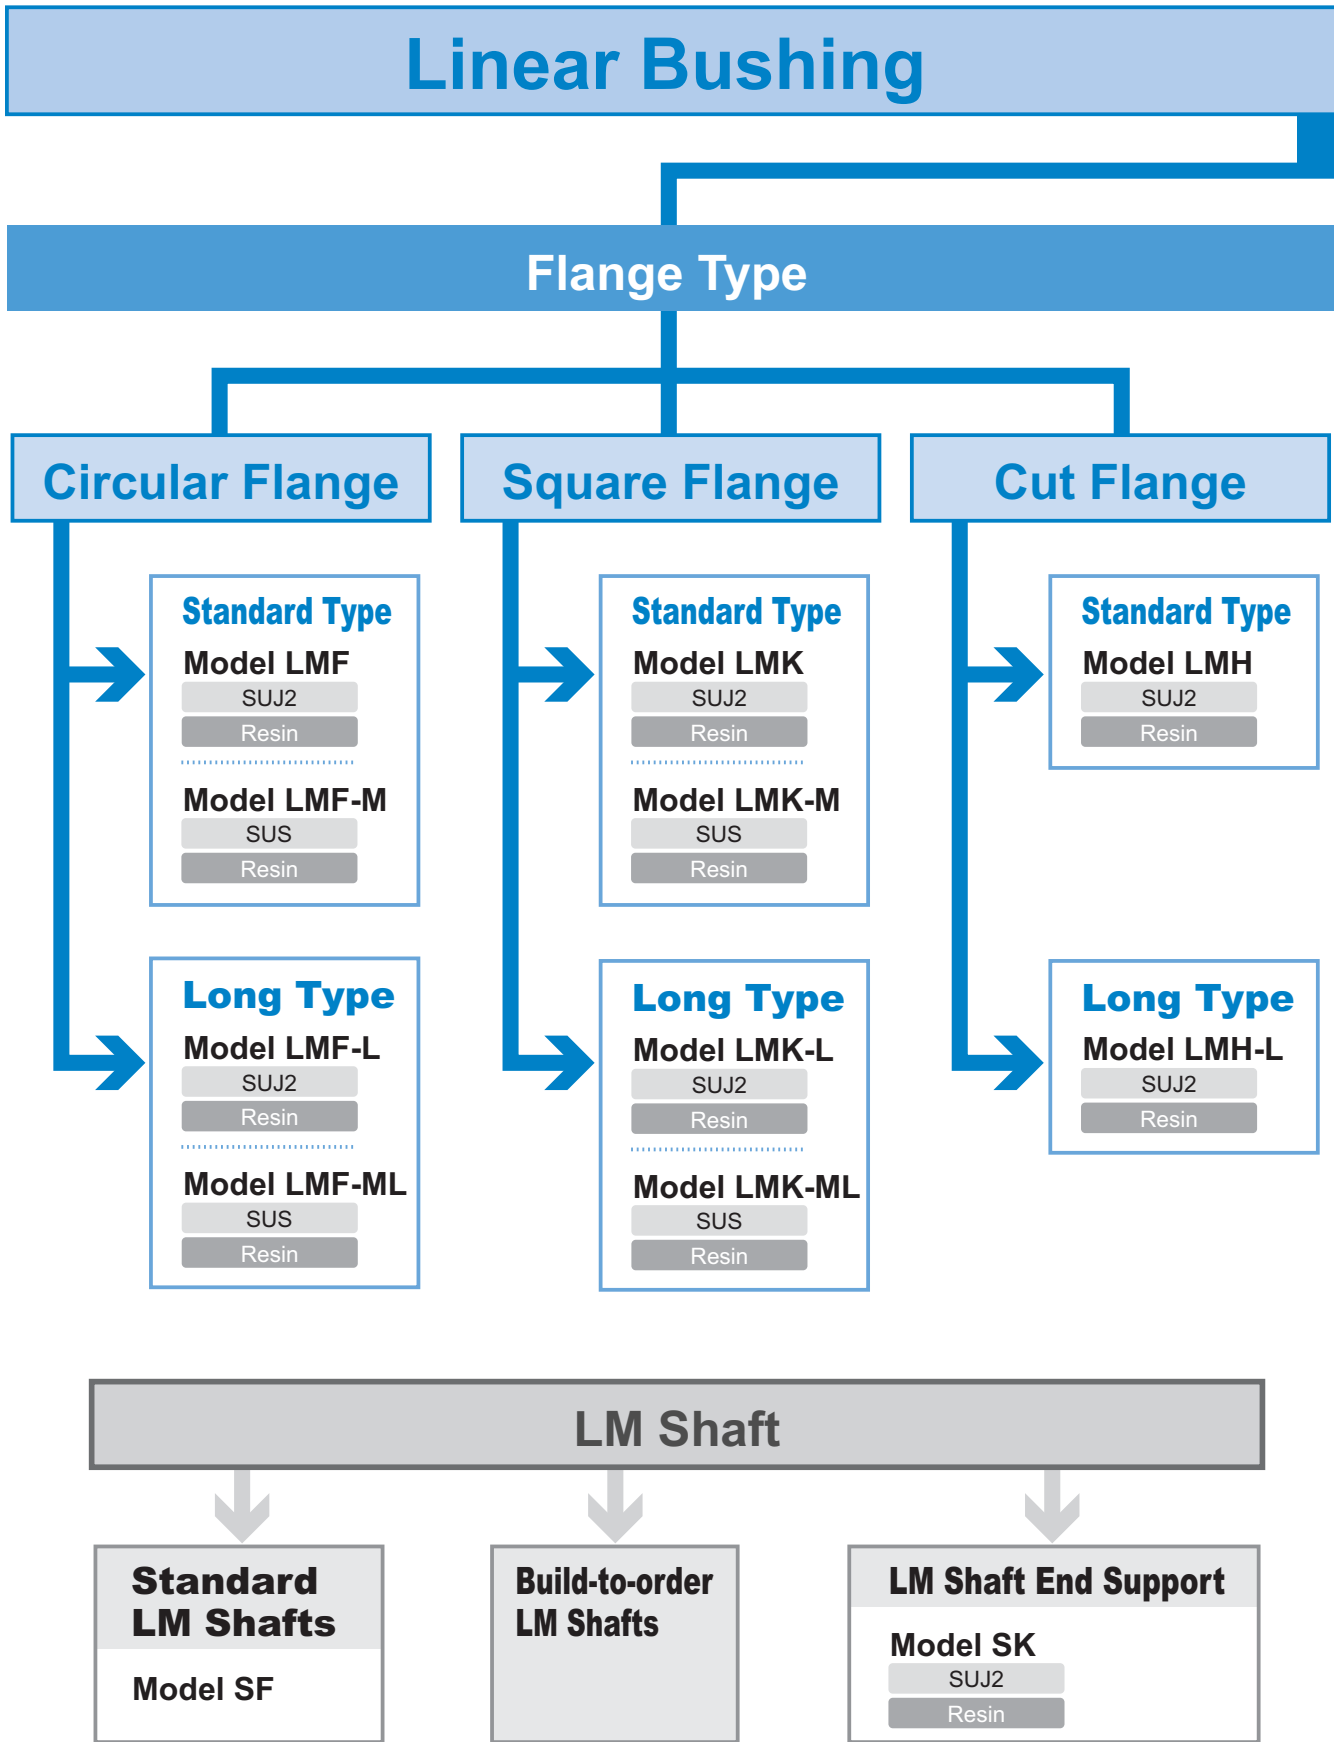 Linear Bushing
Flange Type
Circular Flange
Standard Type
Model LMF
SUJ2
Resin
Model LMF-M
SUS
Resin
Long Type
Model LMF-L
SUJ2
Resin
Model LMF-ML
SUS
Resin
Square Flange
Standard Type
Model LMK
SUJ2
Resin
Model LMK-M
SUS
Resin
Long Type
Model LMK-L
SUJ2
Resin
Model LMK-ML
SUS
Resin
Cut Flange
Standard Type
Model LMH
SUJ2
Resin
Long Type
Model LMH-L
SUJ2
Resin
LM Shaft
Standard
LM Shafts
Model SF
Build-to-order
LM Shafts
LM Shaft End Support
Model SK
SUJ2
Resin